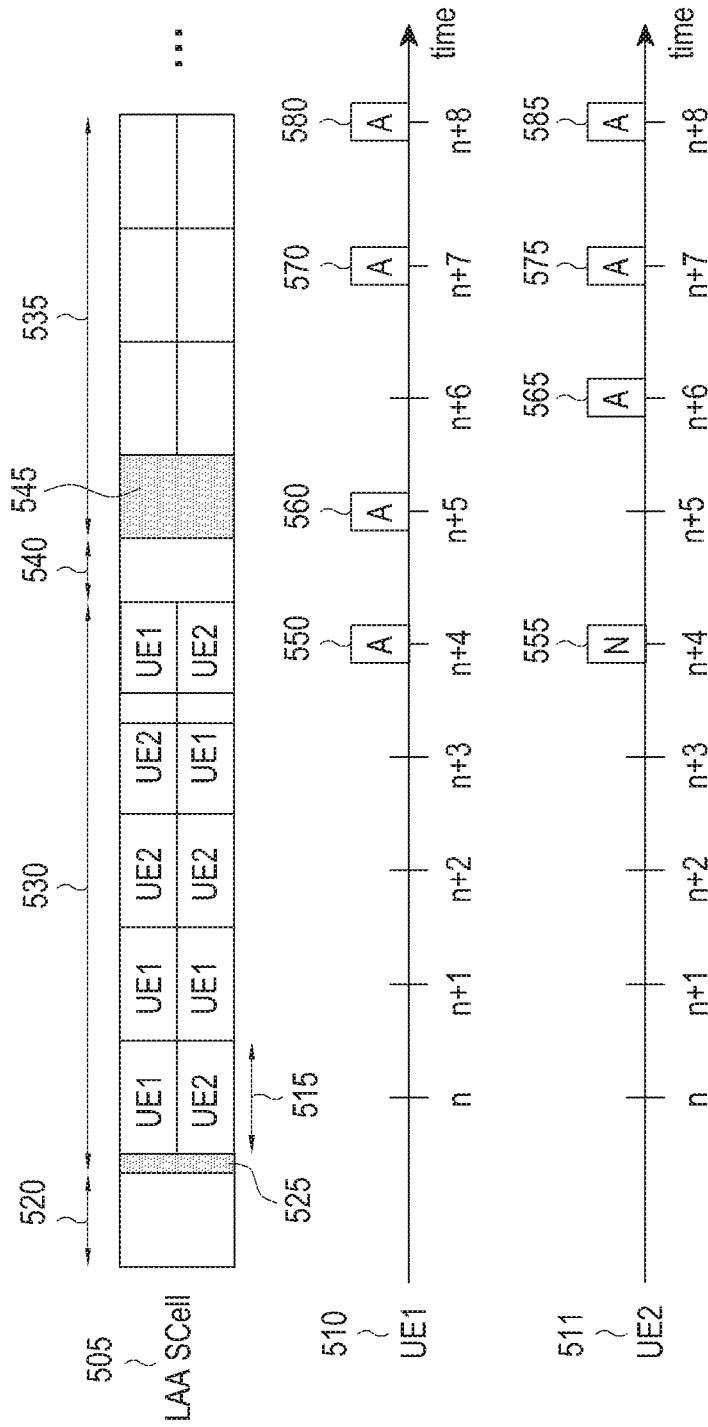 520
530
540
545
535
505
LAA SCell
UE1 UE1 UE2 UE2 UE1
UE2 UE1 UE2 UE1 UE2
...
525
515
510
UE1
550
560
570
580
A A A A
n n+1 n+2 n+3 n+4 n+5 n+6 n+7 n+8
time
511
UE2
555
565
575
585
N A A A
n n+1 n+2 n+3 n+4 n+5 n+6 n+7 n+8
time